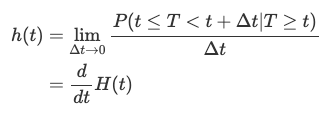 h(t) = lim_{Δt→0} P(t ≤ T < t + Δt|T ≥ t) / Δt
= d/dt H(t)